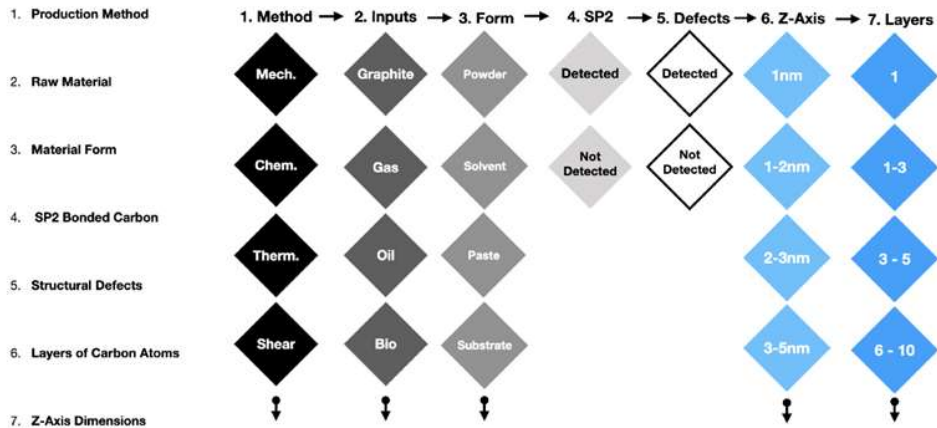 1. Production Method
2. Raw Material
3. Material Form
4. SP2 Bonded Carbon
5. Structural Defects
6. Layers of Carbon Atoms
7. Z-Axis Dimensions
1. Method → 2. Inputs → 3. Form → 4. SP2 → 5. Defects → 6. Z-Axis → 7. Layers
Mech. Graphite Powder Detected Detected 1nm 1
Chem. Gas Solvent Not Detected Not Detected 1-2nm 1-3
Therm. Oil Paste 2-3nm 3 - 5
Shear Bio Substrate 3-5nm 6 - 10